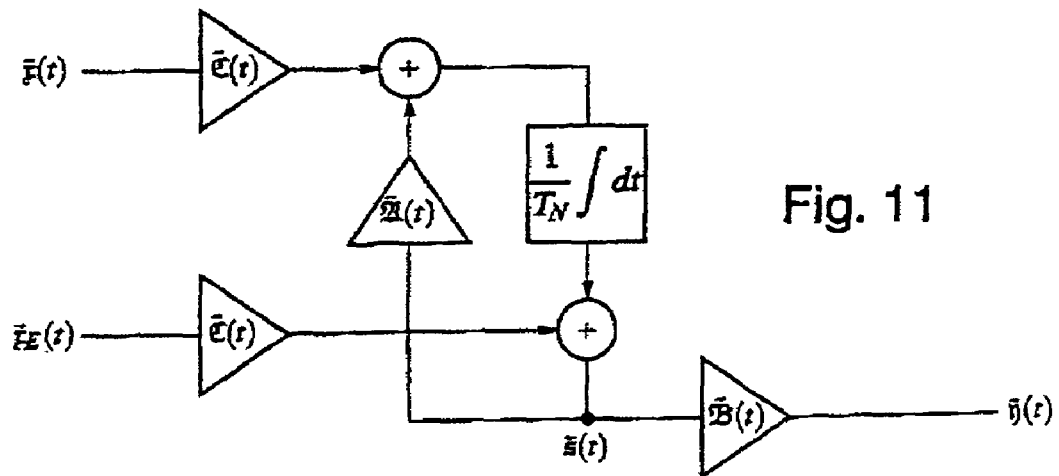 𝔵̄(t)
ℭ̄(t)
+
1/T_N ∫ dt
𝔄̄(t)
Fig. 11
𝔵̄_E(t)
ℭ̄(t)
+
𝔅̄(t)
𝔶̄(t)
𝔰̄(t)